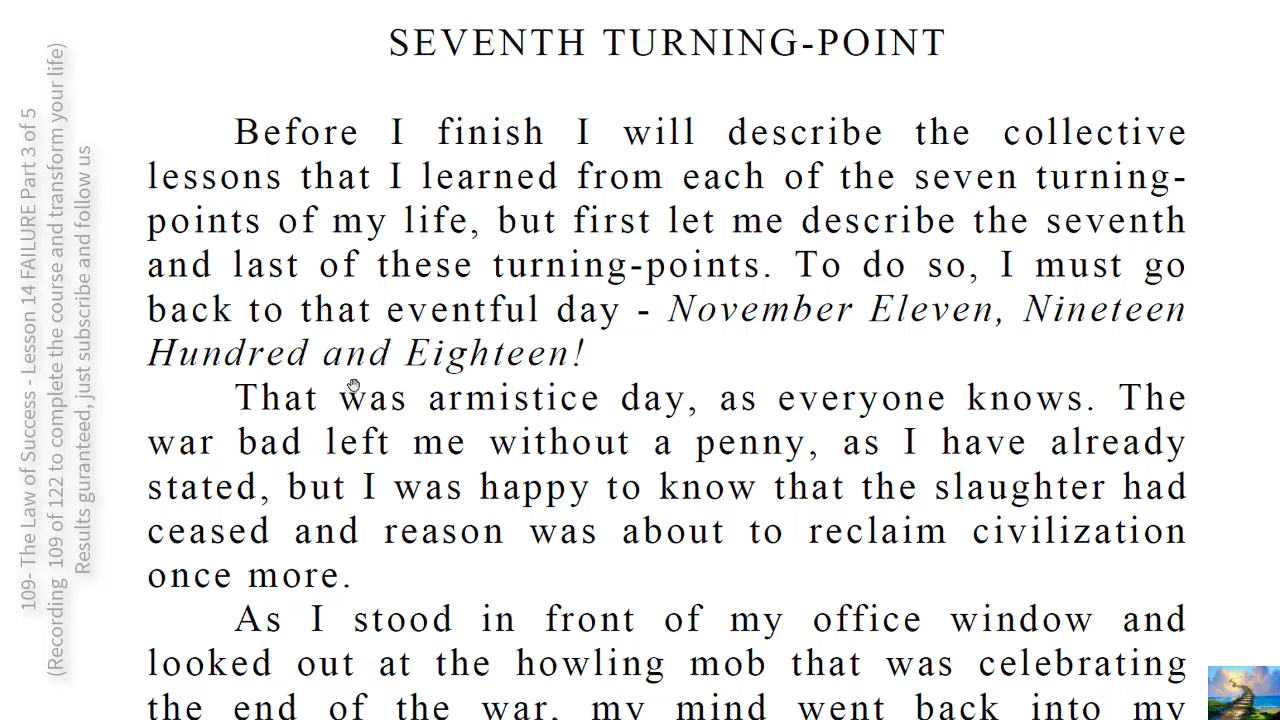 SEVENTH TURNING-POINT
Before I finish I will describe the collective
lessons that I learned from each of the seven turning-
points of my life, but first let me describe the seventh
and last of these turning-points. To do so, I must go
back to that eventful day - November Eleven, Nineteen
Hundred and Eighteen!
That was armistice day, as everyone knows. The
war bad left me without a penny, as I have already
stated, but I was happy to know that the slaughter had
ceased and reason was about to reclaim civilization
once more.
As I stood in front of my office window and
looked out at the howling mob that was celebrating
the end of the war, my mind went back into my
109- The Law of Success - Lesson 14 FAILURE Part 3 of 5
(Recording 109 of 122 to complete the course and transform your life)
Results guranteed, just subscribe and follow us